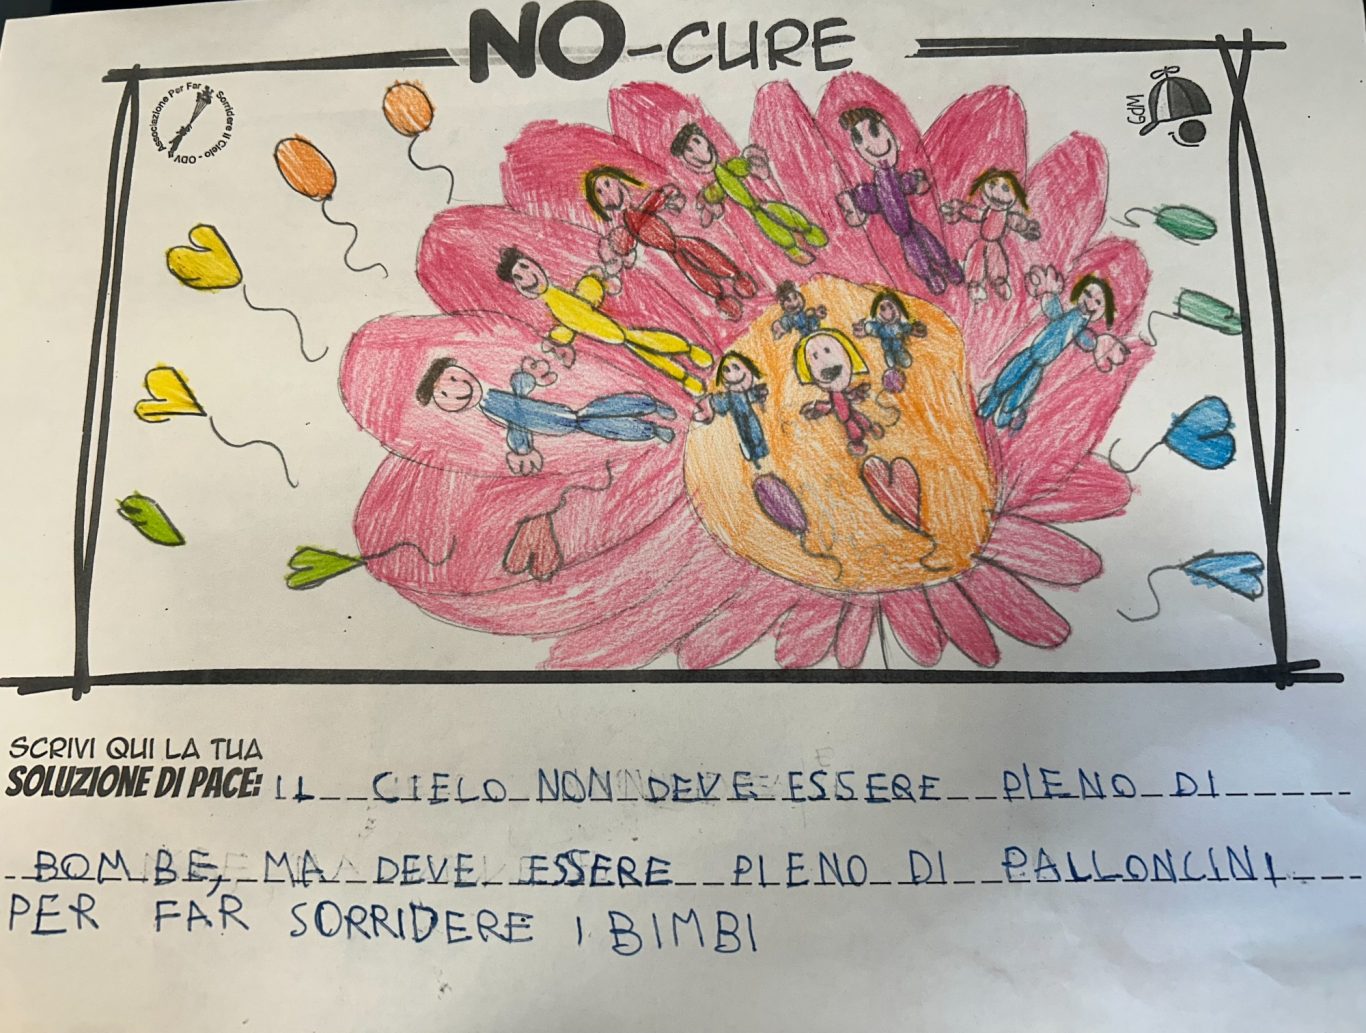 NO-CURE
Associazione Per Far Sorridere Il Cielo - ODV
GdM
SCRIVI QUI LA TUA
SOLUZIONE DI PACE: IL CIELO NON DEVE ESSERE PIENO DI
BOMBE, MA DEVE ESSERE PIENO DI PALLONCINI
PER FAR SORRIDERE I BIMBI